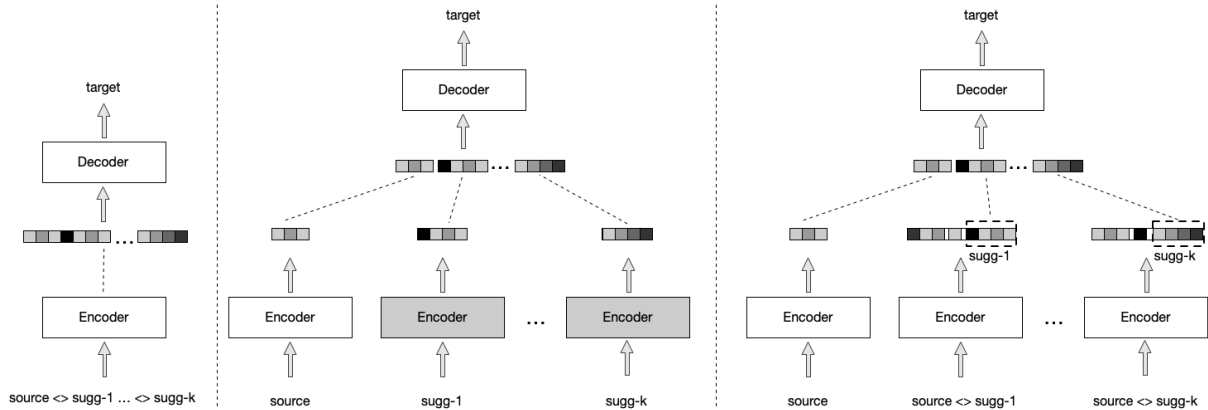 target
Decoder
...
Encoder
source <> sugg-1 ... <> sugg-k
target
Decoder
...
Encoder
Encoder
...
Encoder
source
sugg-1
sugg-k
target
Decoder
...
sugg-1
sugg-k
Encoder
Encoder
...
Encoder
source
source <> sugg-1
source <> sugg-k